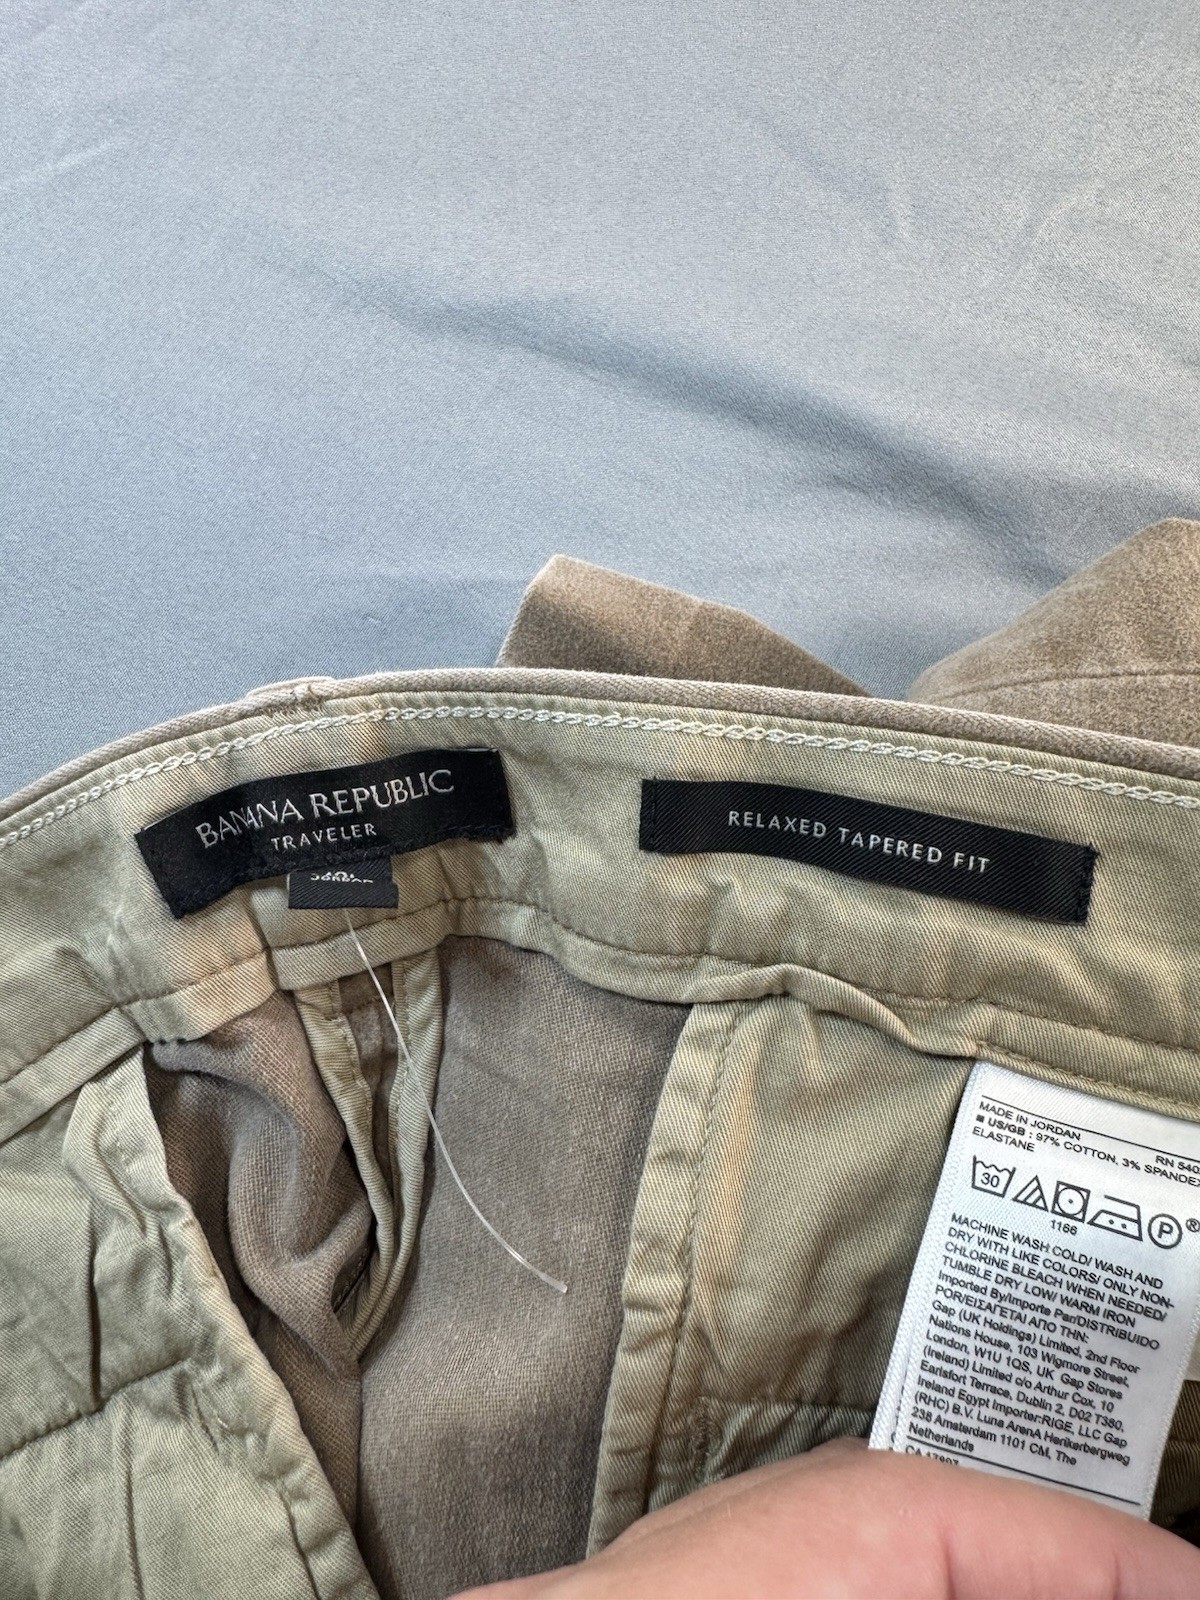 BANANA REPUBLIC
TRAVELER
RELAXED TAPERED FIT
MADE IN JORDAN
RN 540
■ US/GB : 97% COTTON, 3% SPANDEX
ELASTANE
30
1166
P
®
MACHINE WASH COLD/ WASH AND
DRY WITH LIKE COLORS/ ONLY NON-
CHLORINE BLEACH WHEN NEEDED/
TUMBLE DRY LOW/ WARM IRON
Imported By/Importe Par/DISTRIBUIDO
POR/ΕΙΣΑΓΕΤΑΙ ΑΠΟ ΤΗΝ:
Gap (UK Holdings) Limited, 2nd Floor
Nations House, 103 Wigmore Street,
London, W1U 1QS, UK Gap Stores
(Ireland) Limited c/o Arthur Cox, 10
Earlsfort Terrace, Dublin 2, D02 T380,
Ireland Egypt Importer:RIGE, LLC Gap
(RHC) B.V. Luna ArenA Herikerbergweg
238 Amsterdam 1101 CM, The
Netherlands